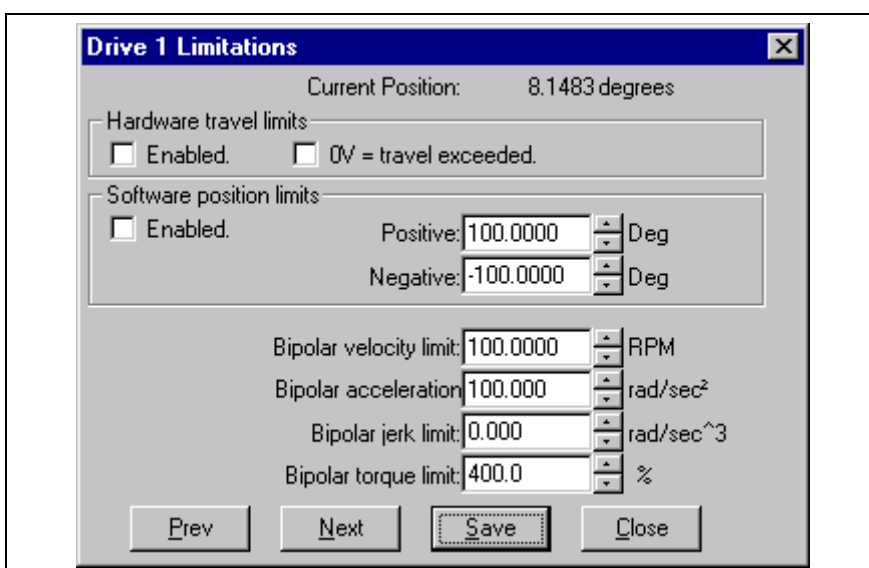 Drive 1 Limitations
Current Position: 8.1483 degrees
Hardware travel limits
Enabled. 0V = travel exceeded.
Software position limits
Enabled. Positive: 100.0000 Deg
Negative: -100.0000 Deg
Bipolar velocity limit: 100.0000 RPM
Bipolar acceleration 100.000 rad/sec²
Bipolar jerk limit: 0.000 rad/sec^3
Bipolar torque limit: 400.0 %
Prev Next Save Close